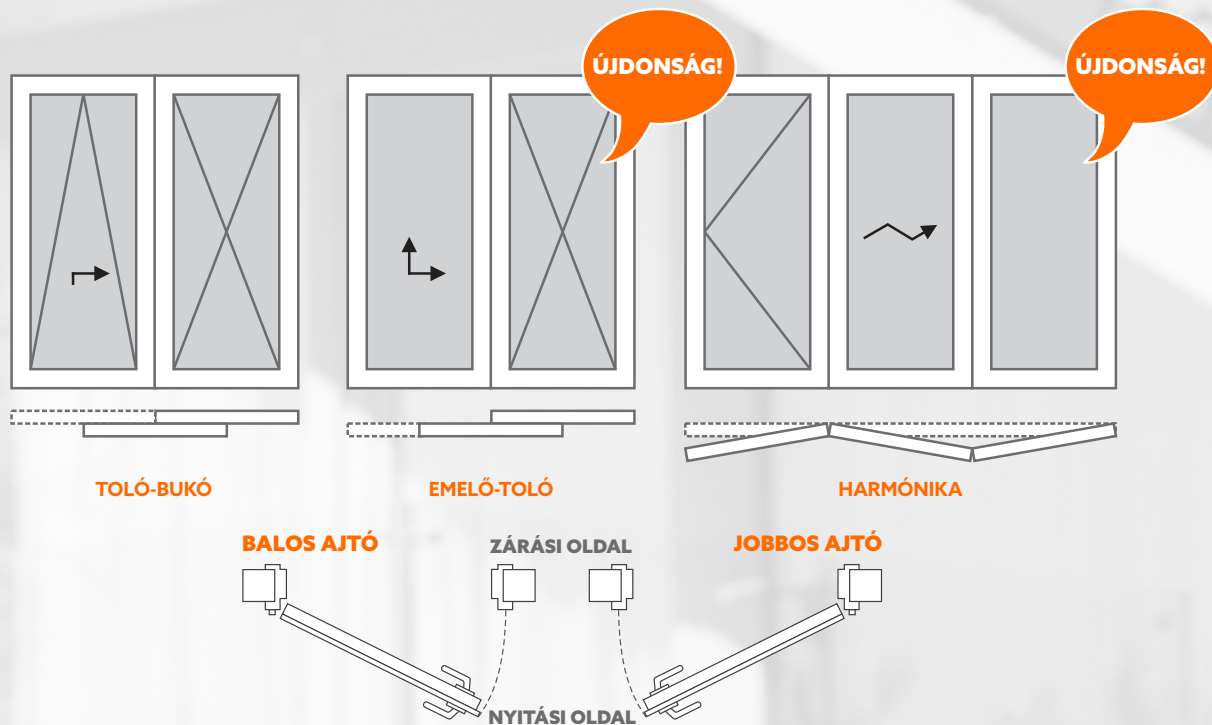 ÚJDONSÁG!
ÚJDONSÁG!
TOLÓ-BUKÓ
EMELŐ-TOLÓ
HARMÓNIKA
BALOS AJTÓ
ZÁRÁSI OLDAL
JOBBOS AJTÓ
NYITÁSI OLDAL